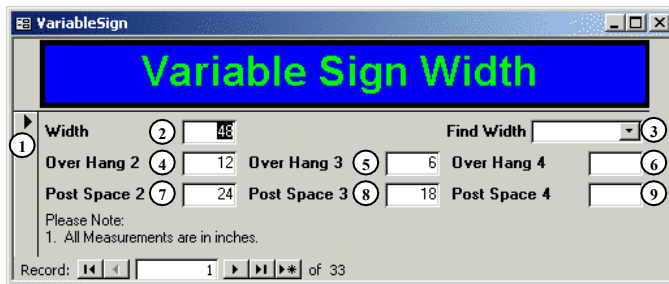 VariableSign
Variable Sign Width
1 Width 2 48 Find Width 3
Over Hang 2 4 12 Over Hang 3 5 6 Over Hang 4 6
Post Space 2 7 24 Post Space 3 8 18 Post Space 4 9
Please Note:
1. All Measurements are in inches.
Record: 1 of 33